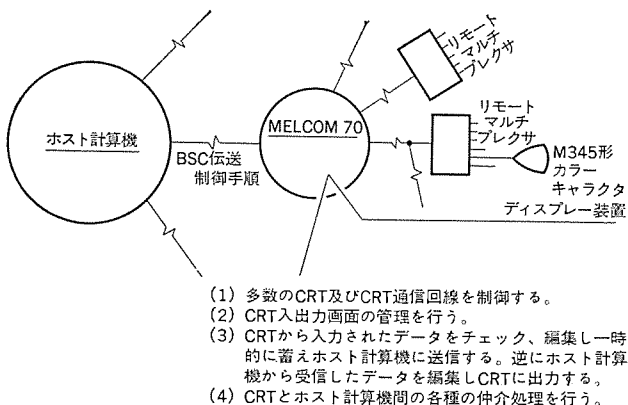 リモート
マルチ
プレクサ
ホスト計算機
BSC伝送
制御手順
MELCOM 70
リモート
マルチ
プレクサ
M345形
カラー
キャラクタ
ディスプレー装置
(1) 多数のCRT及びCRT通信回線を制御する。
(2) CRT入出力画面の管理を行う。
(3) CRTから入力されたデータをチェック、編集し一時
的に蓄えホスト計算機に送信する。逆にホスト計算
機から受信したデータを編集しCRTに出力する。
(4) CRTとホスト計算機間の各種の仲介処理を行う。